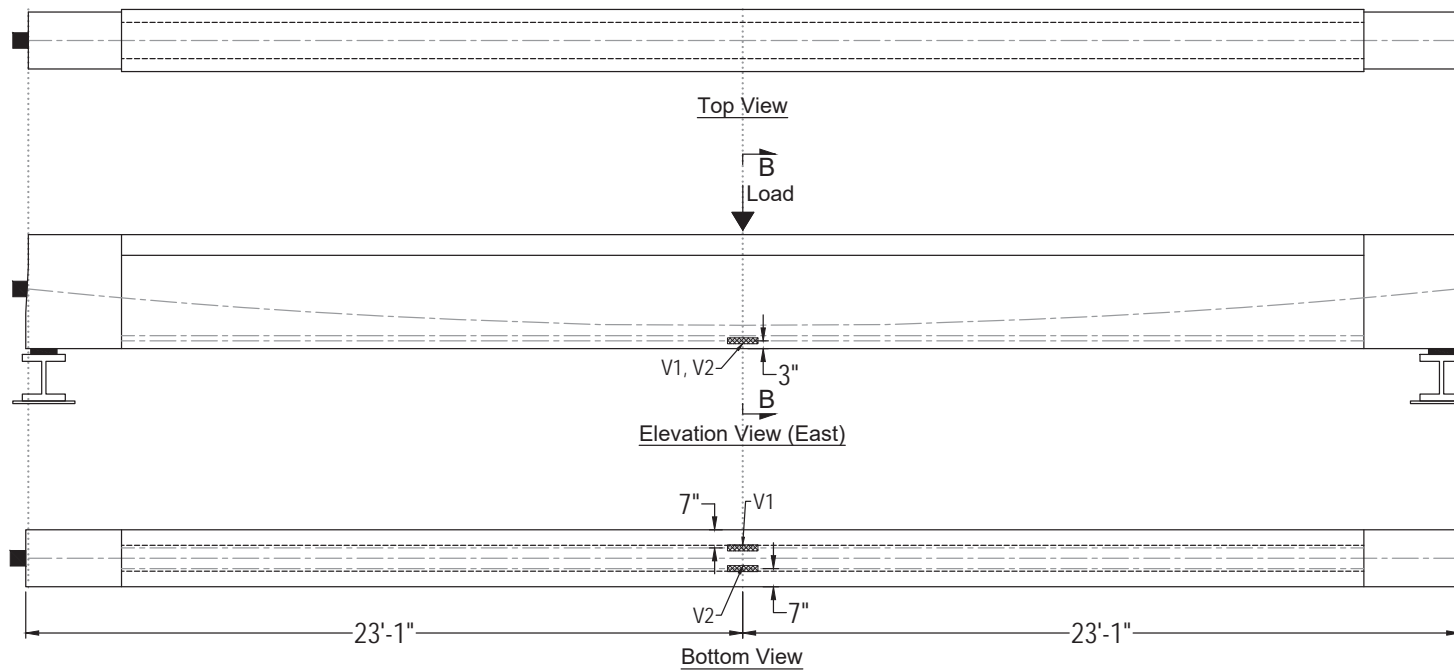 Top View
B
Load
V1, V2
3"
B
Elevation View (East)
7"
V1
V2
7"
23'-1"
23'-1"
Bottom View